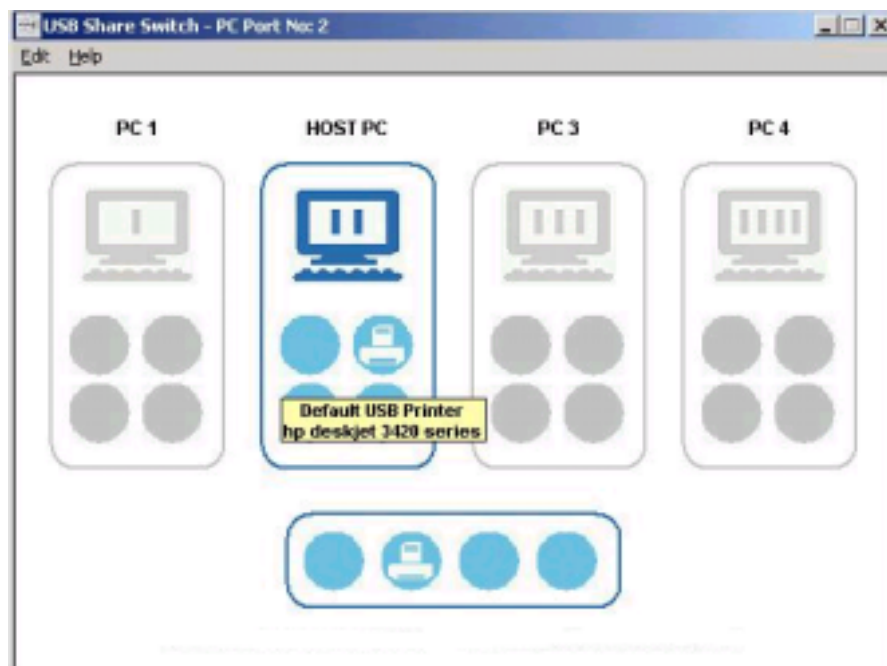 USB Share Switch - PC Port No: 2
Edit Help
PC 1 HOST PC PC 3 PC 4
Default USB Printer
hp deskjet 3420 series